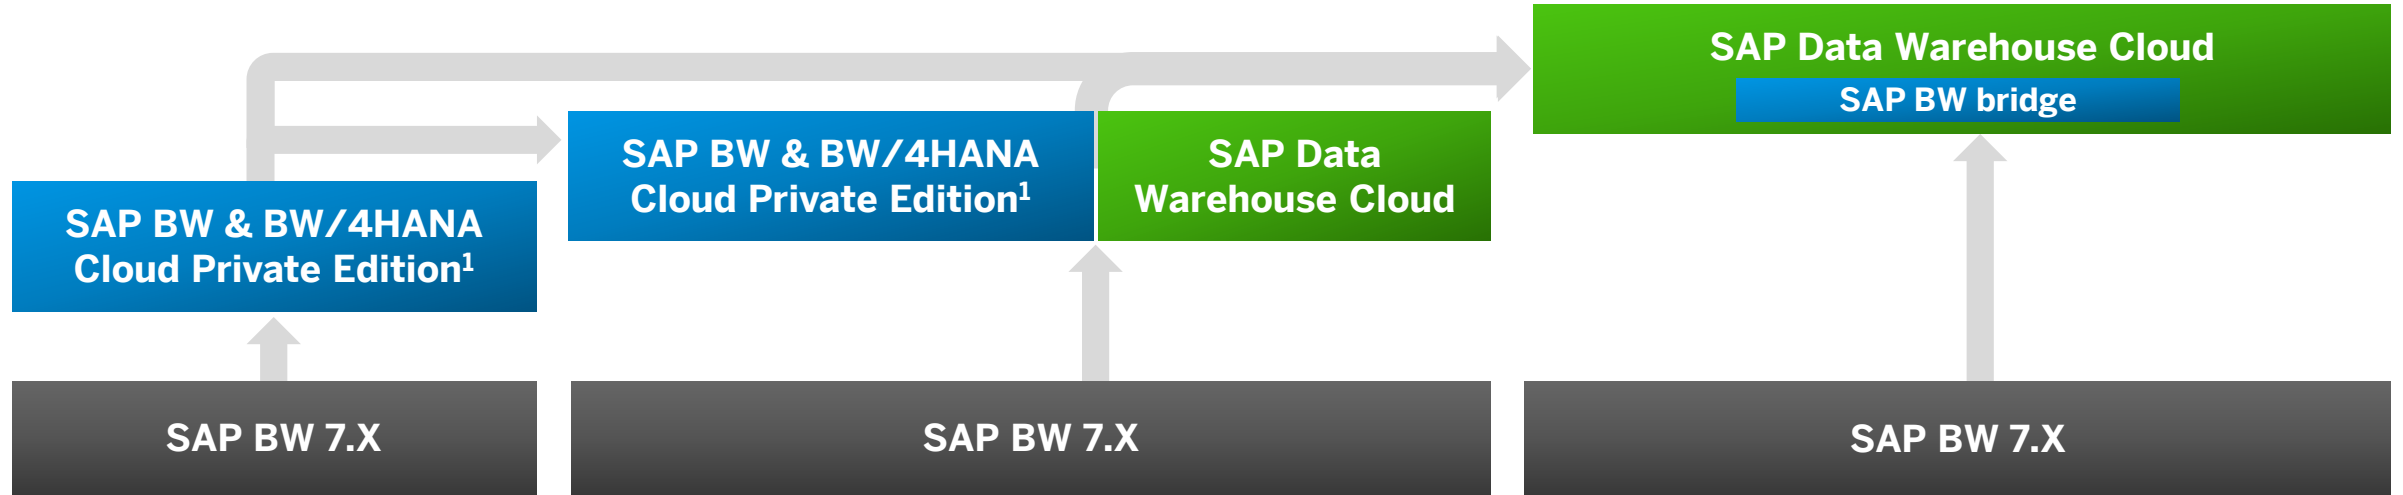 SAP Data Warehouse Cloud
SAP BW bridge
SAP BW & BW/4HANA
Cloud Private Edition¹
SAP Data
Warehouse Cloud
SAP BW & BW/4HANA
Cloud Private Edition¹
SAP BW 7.X
SAP BW 7.X
SAP BW 7.X